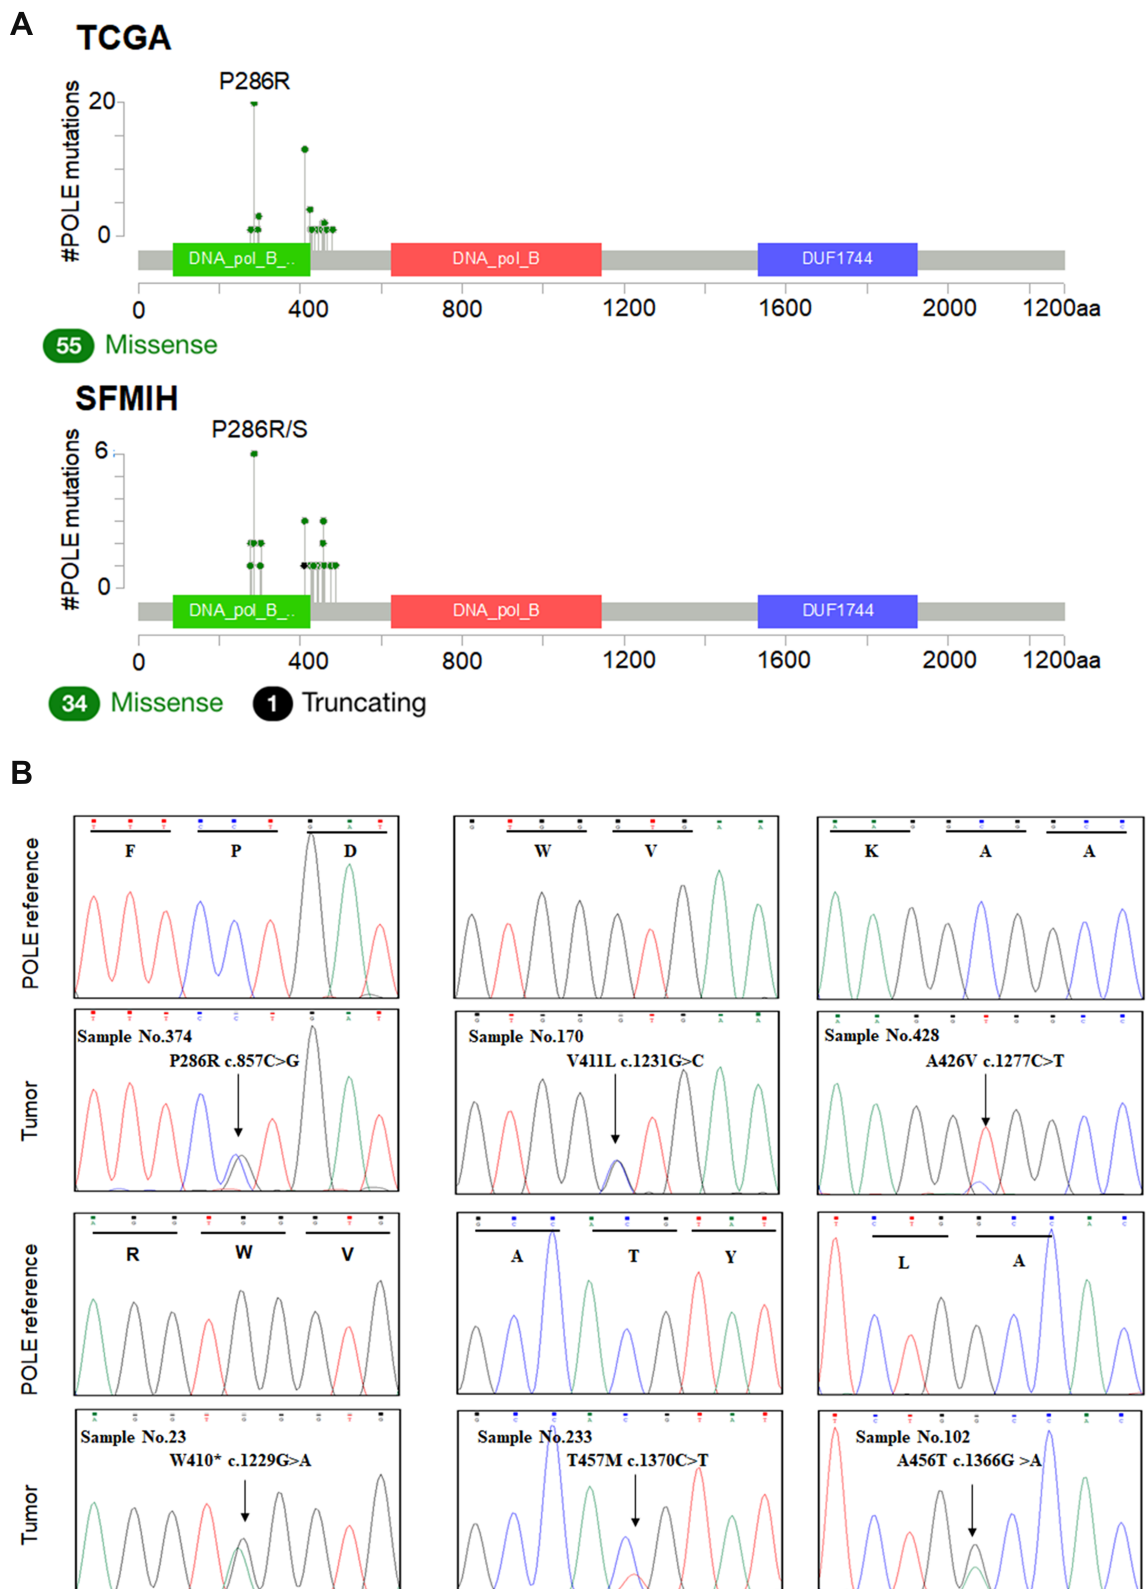 A
TCGA
P286R
#POLE mutations
20
0
DNA_pol_B_..
DNA_pol_B
DUF1744
0 400 800 1200 1600 2000 1200aa
55 Missense
SFMIH
P286R/S
#POLE mutations
6
0
DNA_pol_B_..
DNA_pol_B
DUF1744
0 400 800 1200 1600 2000 1200aa
34 Missense 1 Truncating
B
POLE reference
T T T C C T G A T
F P D
G T G G G T G A A
W V
A A G G C G G C C
K A A
Tumor
T T T C C T G A T
Sample No.374
P286R c.857C>G
G T G G G T G A A
Sample No.170
V411L c.1231G>C
A A G G T G G C C
Sample No.428
A426V c.1277C>T
POLE reference
A G G T G G G T G
R W V
G C C A C G T A T
A T Y
T C T G G C C A C
L A
Tumor
A G G T G G G T G
Sample No.23
W410* c.1229G>A
G C C A C G T A T
Sample No.233
T457M c.1370C>T
T C T G G C C A C
Sample No.102
A456T c.1366G >A